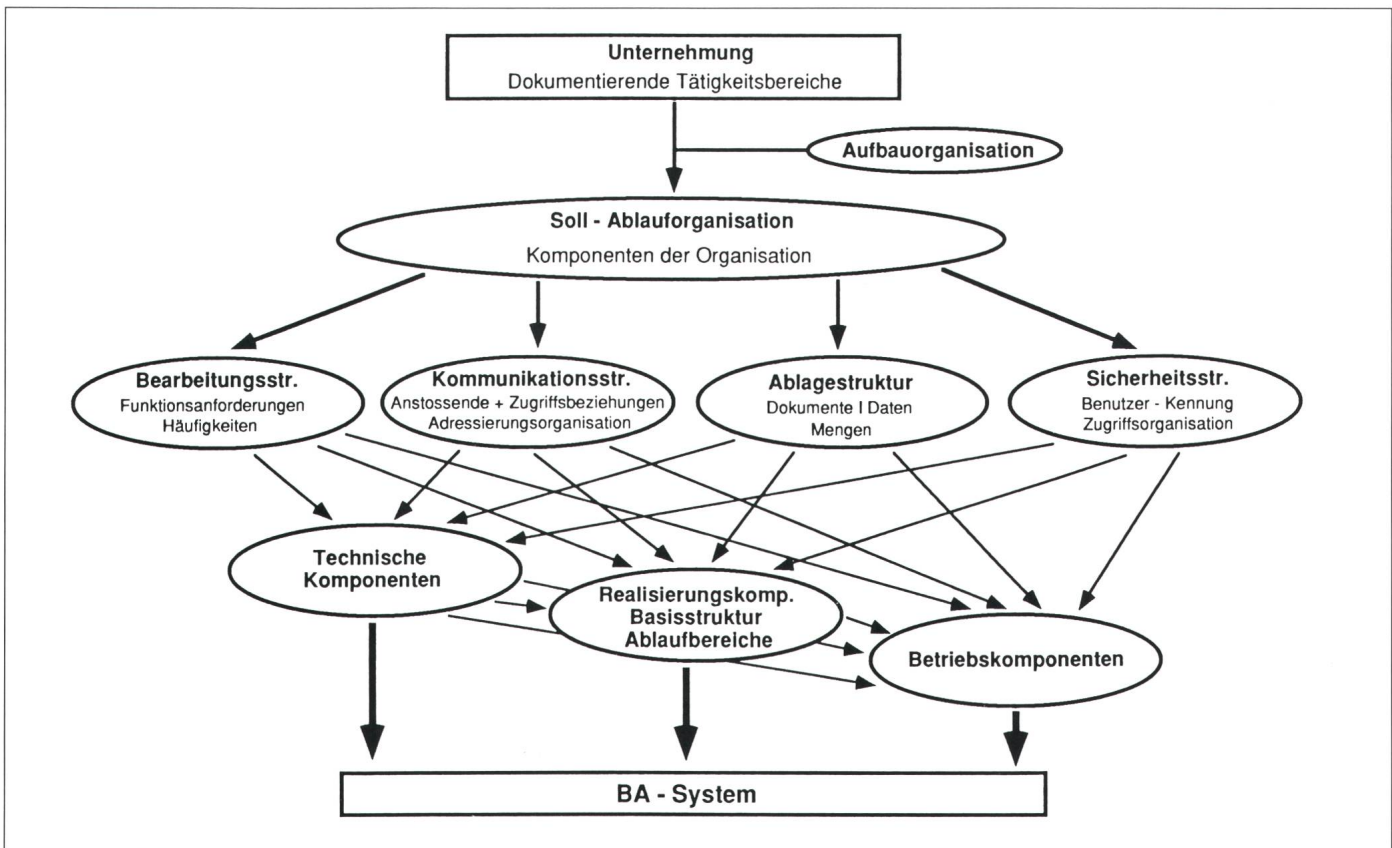 Unternehmung
Dokumentierende Tätigkeitsbereiche
Aufbauorganisation
Soll - Ablauforganisation
Komponenten der Organisation
Bearbeitungsstr.
Funktionsanforderungen
Häufigkeiten
Kommunikationsstr.
Anstossende + Zugriffsbeziehungen
Adressierungsorganisation
Ablagestruktur
Dokumente I Daten
Mengen
Sicherheitsstr.
Benutzer - Kennung
Zugriffsorganisation
Technische
Komponenten
Realisierungskomp.
Basisstruktur
Ablaufbereiche
Betriebskomponenten
BA - System